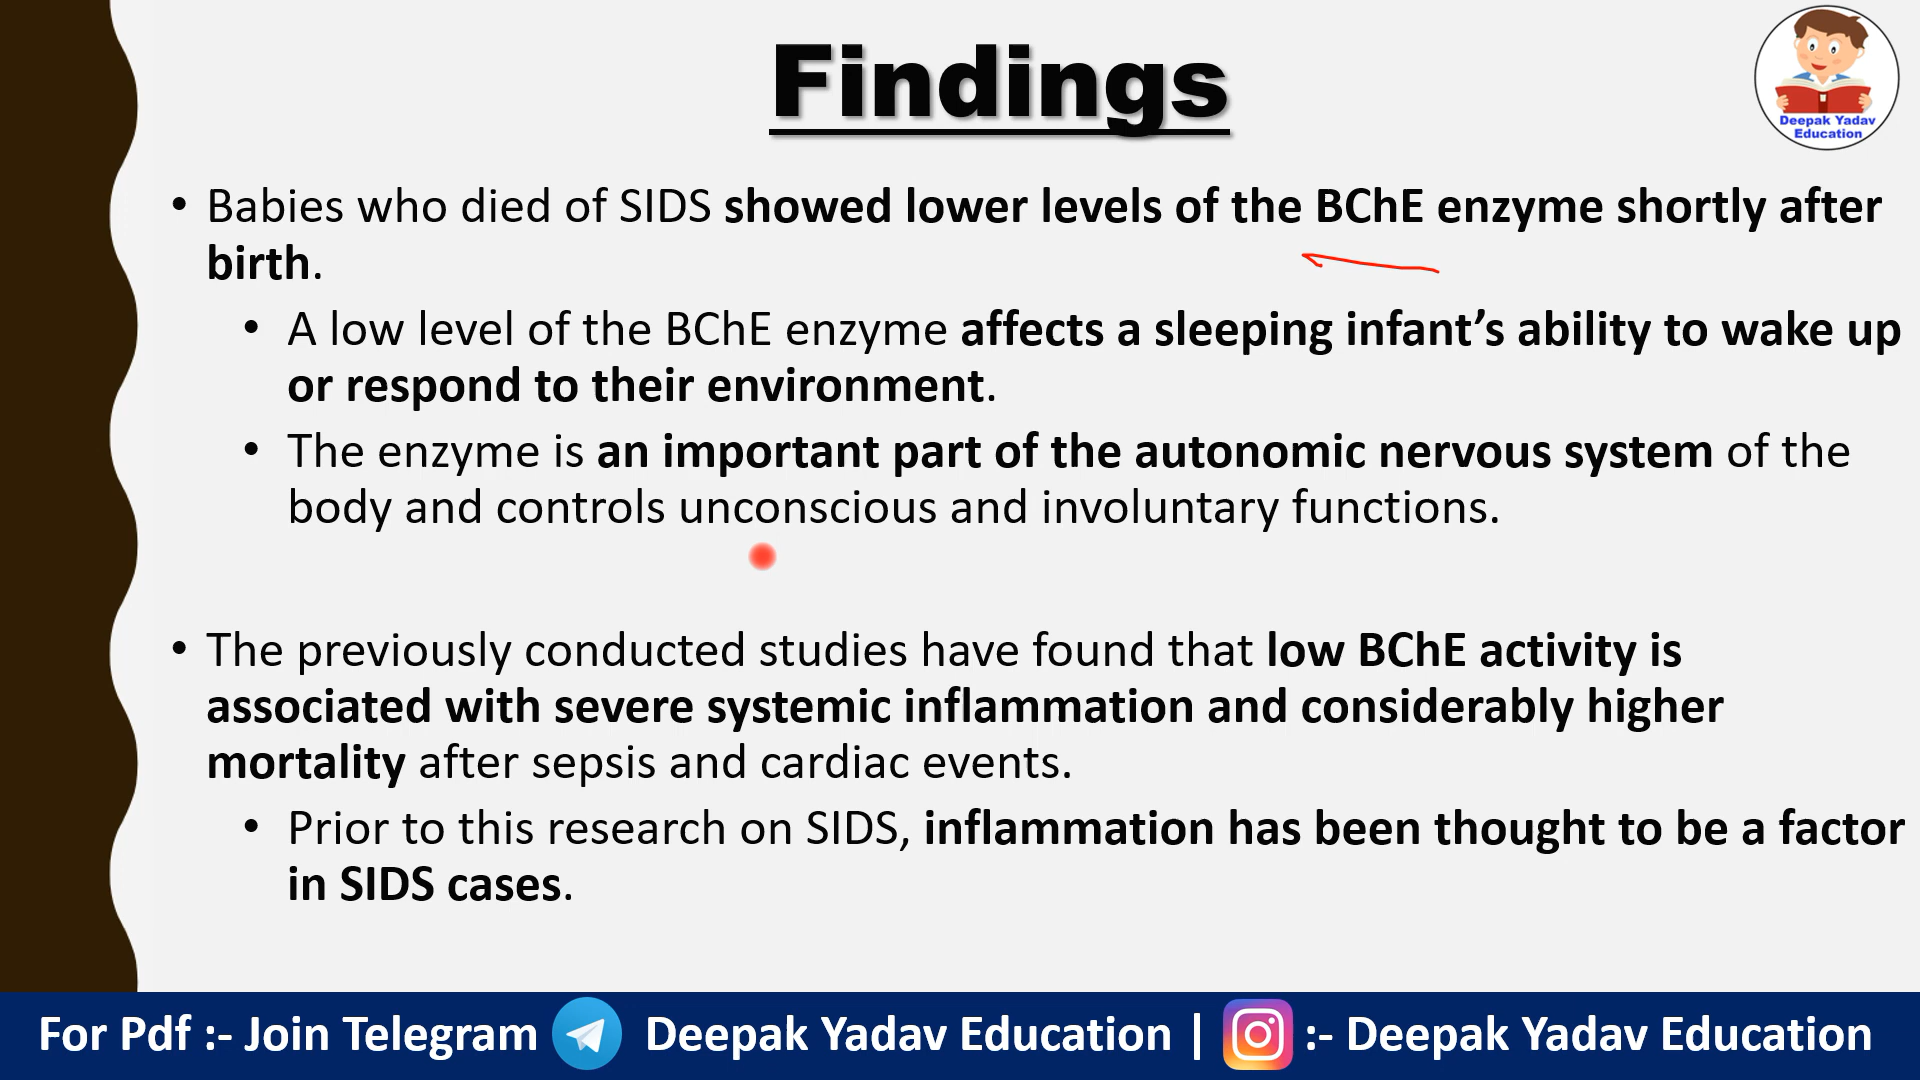 Findings
Deepak Yadav
Education
• Babies who died of SIDS showed lower levels of the BChE enzyme shortly after
birth.
• A low level of the BChE enzyme affects a sleeping infant’s ability to wake up
or respond to their environment.
• The enzyme is an important part of the autonomic nervous system of the
body and controls unconscious and involuntary functions.
• The previously conducted studies have found that low BChE activity is
associated with severe systemic inflammation and considerably higher
mortality after sepsis and cardiac events.
• Prior to this research on SIDS, inflammation has been thought to be a factor
in SIDS cases.
For Pdf :- Join Telegram Deepak Yadav Education | :- Deepak Yadav Education